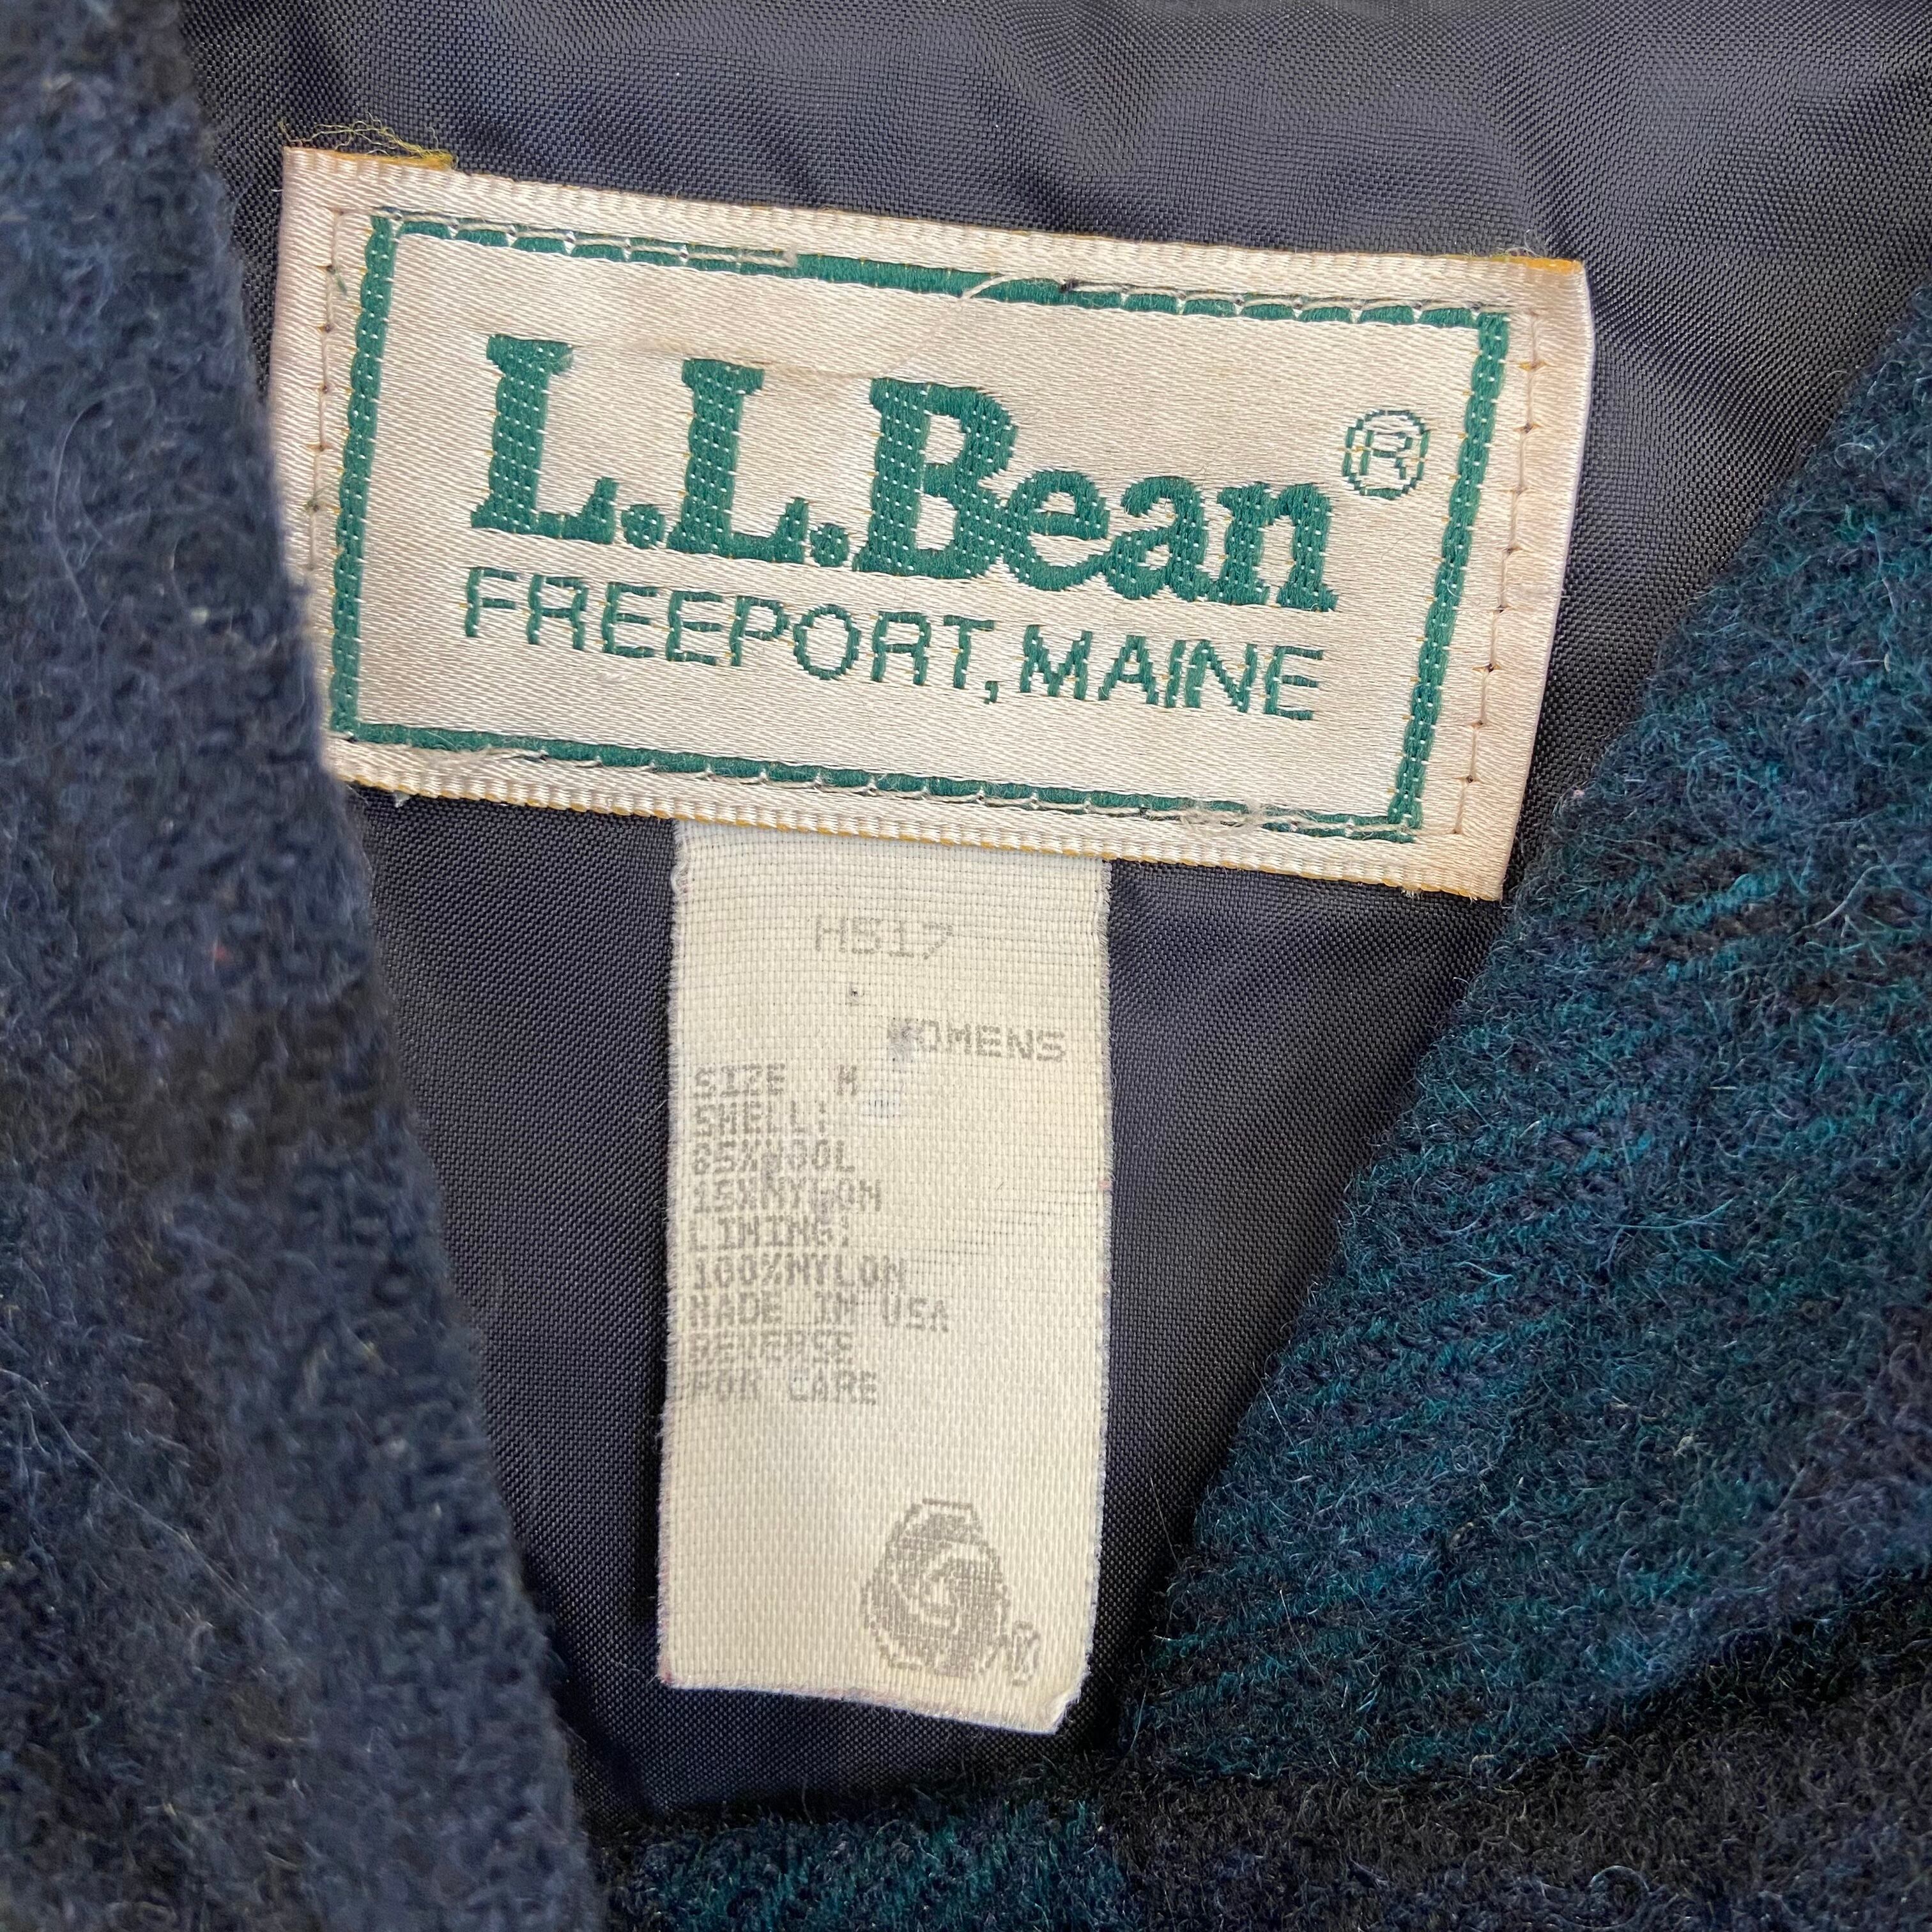 L.L.Bean®
FREEPORT, MAINE
H517
WOMENS
SIZE M
SHELL:
85%WOOL
15%NYLON
LINING:
100%NYLON
MADE IN USA
REVERSE
FOR CARE